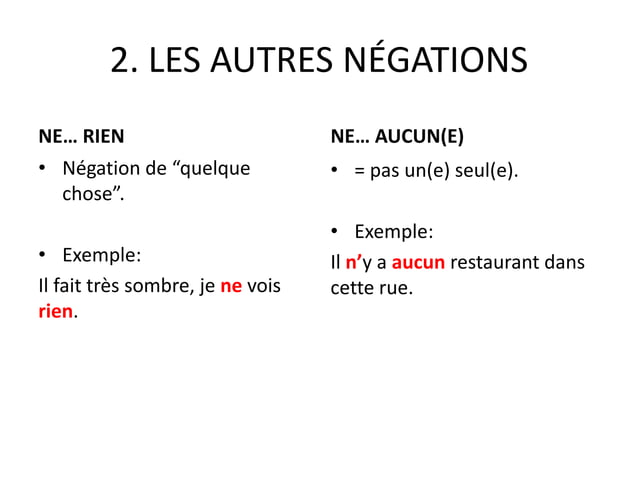 2. LES AUTRES NÉGATIONS
NE… RIEN
• Négation de “quelque
chose”.
• Exemple:
Il fait très sombre, je ne vois
rien.
NE… AUCUN(E)
• = pas un(e) seul(e).
• Exemple:
Il n’y a aucun restaurant dans
cette rue.